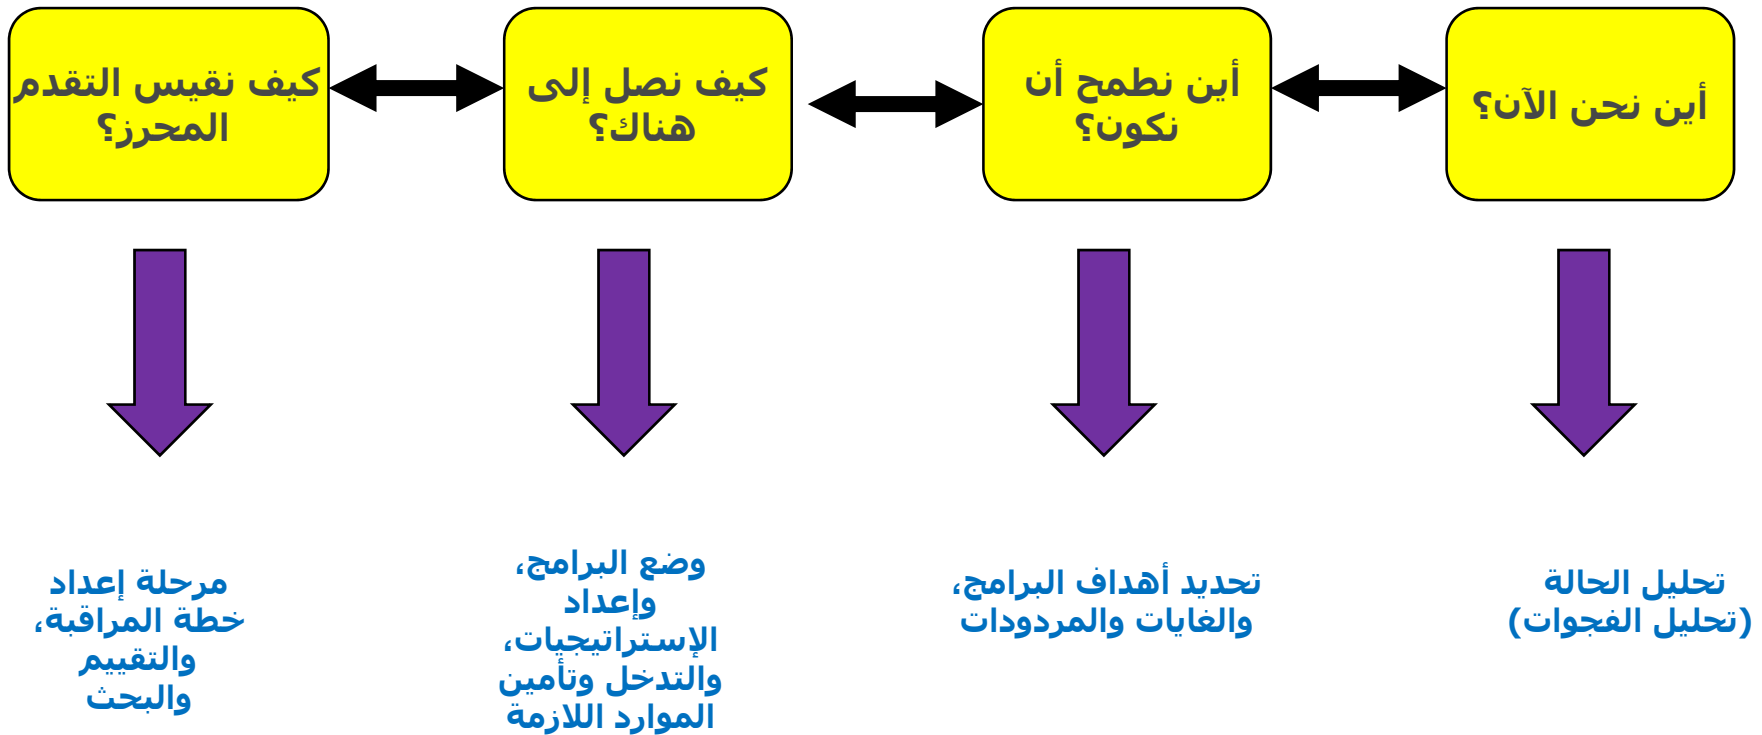 أين نحن الآن؟
أين نطمح أن
نكون؟
كيف نصل إلى
هناك؟
كيف نقيس التقدم
المحرز؟
تحليل الحالة
(تحليل الفجوات)
تحديد أهداف البرامج،
والغايات والمردودات
وضع البرامج،
وإعداد
الإستراتيجيات،
والتدخل وتأمين
الموارد اللازمة
مرحلة إعداد
خطة المراقبة،
والتقييم
والبحث